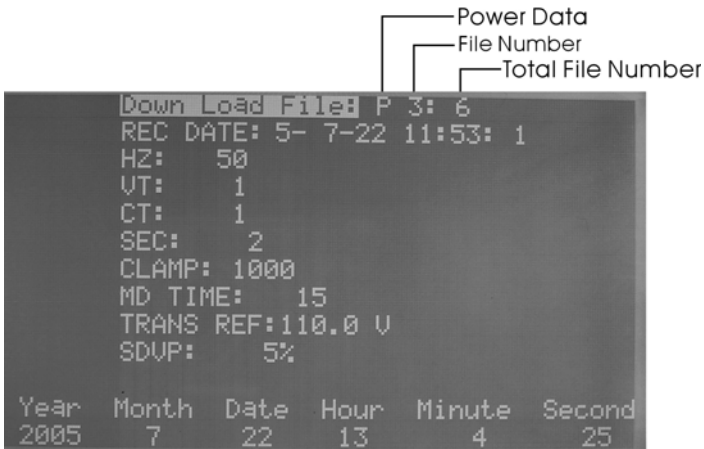 Power Data
File Number
Total File Number
Down Load File: P 3: 6
REC DATE: 5- 7-22 11:53: 1
HZ: 50
VT: 1
CT: 1
SEC: 2
CLAMP: 1000
MD TIME: 15
TRANS REF:110.0 V
SDVP: 5%
Year Month Date Hour Minute Second
2005 7 22 13 4 25